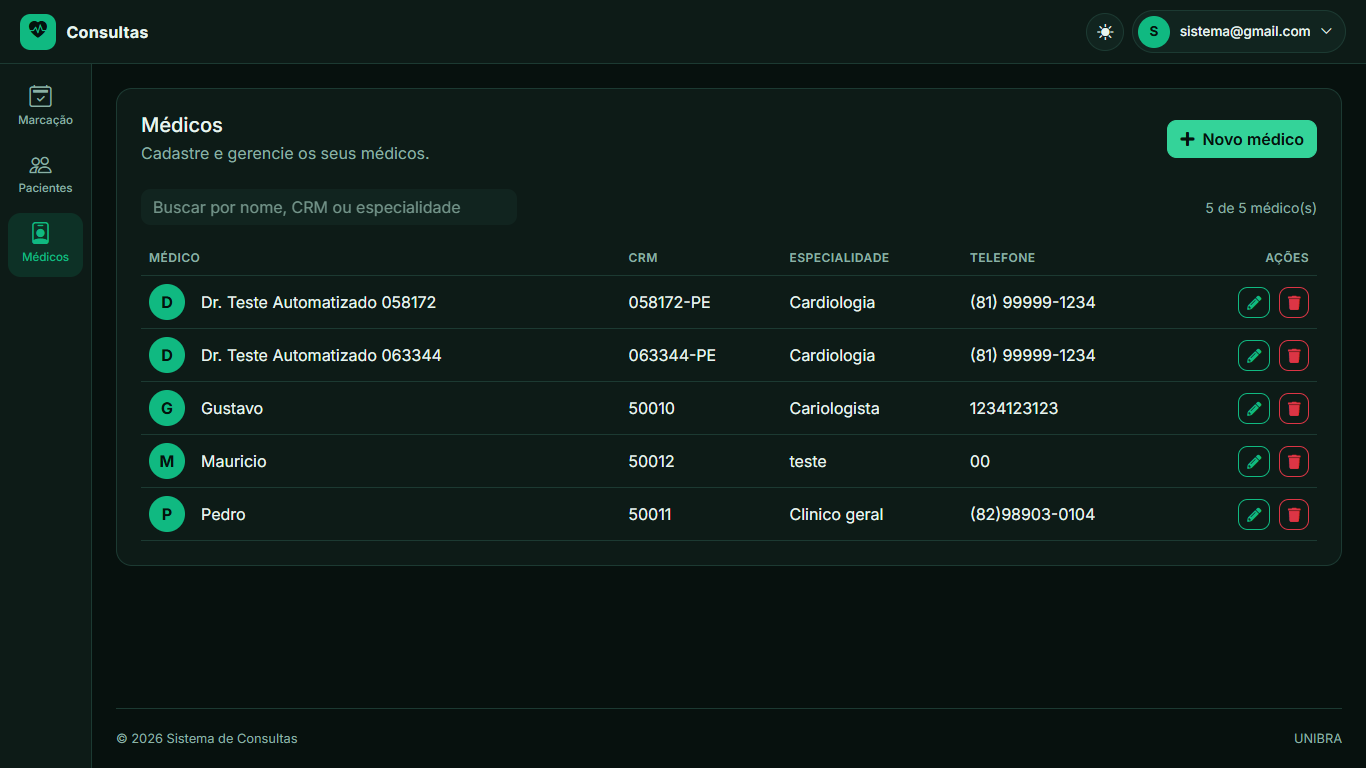 Consultas
S sistema@gmail.com
Marcação
Pacientes
Médicos
Médicos
Cadastre e gerencie os seus médicos.
Novo médico
Buscar por nome, CRM ou especialidade
5 de 5 médico(s)
MÉDICO CRM ESPECIALIDADE TELEFONE AÇÕES
D Dr. Teste Automatizado 058172 058172-PE Cardiologia (81) 99999-1234
D Dr. Teste Automatizado 063344 063344-PE Cardiologia (81) 99999-1234
G Gustavo 50010 Cariologista 1234123123
M Mauricio 50012 teste 00
P Pedro 50011 Clinico geral (82)98903-0104
© 2026 Sistema de Consultas
UNIBRA